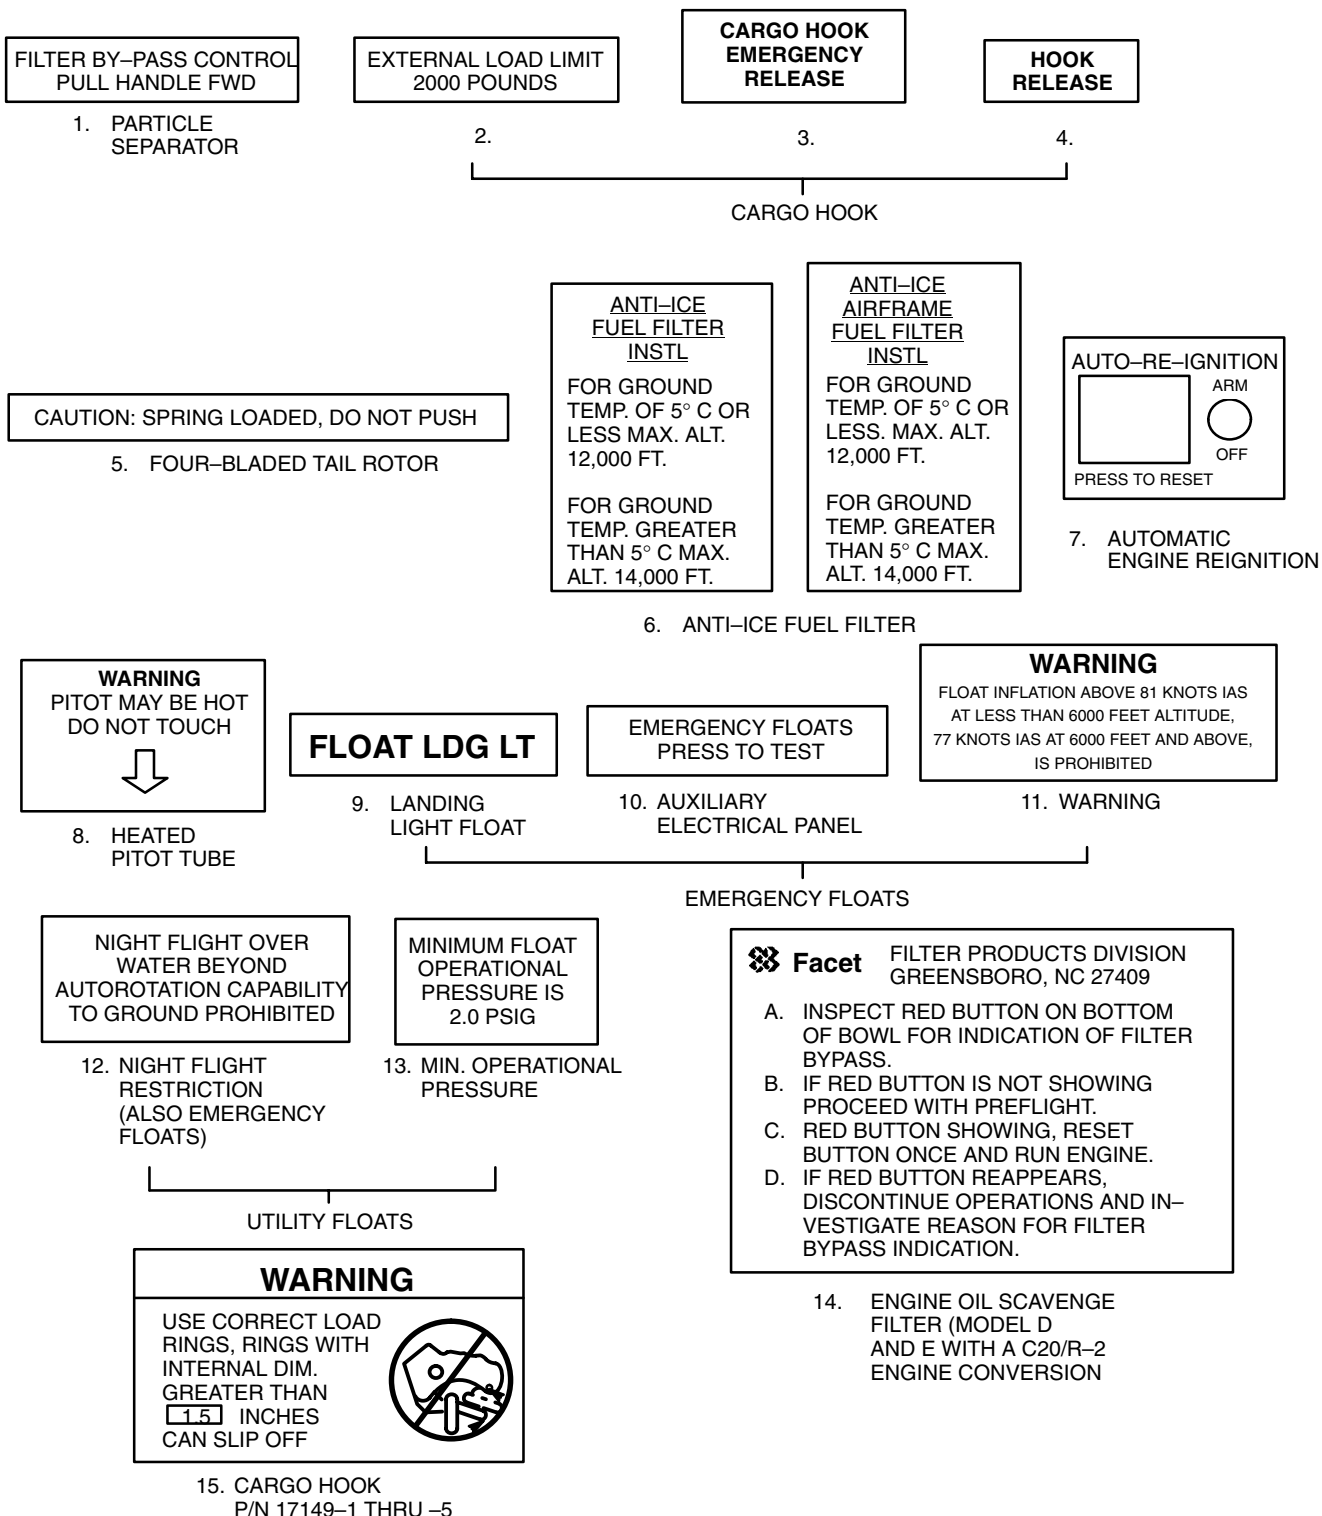 FILTER BY–PASS CONTROL
PULL HANDLE FWD
1. PARTICLE
SEPARATOR
EXTERNAL LOAD LIMIT
2000 POUNDS
2.
CARGO HOOK
EMERGENCY
RELEASE
3.
HOOK
RELEASE
4.
CARGO HOOK
CAUTION: SPRING LOADED, DO NOT PUSH
5. FOUR–BLADED TAIL ROTOR
ANTI–ICE
FUEL FILTER
INSTL
FOR GROUND
TEMP. OF 5° C OR
LESS MAX. ALT.
12,000 FT.
FOR GROUND
TEMP. GREATER
THAN 5° C MAX.
ALT. 14,000 FT.
ANTI–ICE
AIRFRAME
FUEL FILTER
INSTL
FOR GROUND
TEMP. OF 5° C OR
LESS. MAX. ALT.
12,000 FT.
FOR GROUND
TEMP. GREATER
THAN 5° C MAX.
ALT. 14,000 FT.
6. ANTI–ICE FUEL FILTER
AUTO–RE–IGNITION
ARM
OFF
PRESS TO RESET
7. AUTOMATIC
ENGINE REIGNITION
WARNING
PITOT MAY BE HOT
DO NOT TOUCH
8. HEATED
PITOT TUBE
FLOAT LDG LT
9. LANDING
LIGHT FLOAT
EMERGENCY FLOATS
PRESS TO TEST
10. AUXILIARY
ELECTRICAL PANEL
WARNING
FLOAT INFLATION ABOVE 81 KNOTS IAS
AT LESS THAN 6000 FEET ALTITUDE,
77 KNOTS IAS AT 6000 FEET AND ABOVE,
IS PROHIBITED
11. WARNING
EMERGENCY FLOATS
NIGHT FLIGHT OVER
WATER BEYOND
AUTOROTATION CAPABILITY
TO GROUND PROHIBITED
12. NIGHT FLIGHT
RESTRICTION
(ALSO EMERGENCY
FLOATS)
MINIMUM FLOAT
OPERATIONAL
PRESSURE IS
2.0 PSIG
13. MIN. OPERATIONAL
PRESSURE
UTILITY FLOATS
Facet FILTER PRODUCTS DIVISION
GREENSBORO, NC 27409
A. INSPECT RED BUTTON ON BOTTOM
OF BOWL FOR INDICATION OF FILTER
BYPASS.
B. IF RED BUTTON IS NOT SHOWING
PROCEED WITH PREFLIGHT.
C. RED BUTTON SHOWING, RESET
BUTTON ONCE AND RUN ENGINE.
D. IF RED BUTTON REAPPEARS,
DISCONTINUE OPERATIONS AND IN–
VESTIGATE REASON FOR FILTER
BYPASS INDICATION.
14. ENGINE OIL SCAVENGE
FILTER (MODEL D
AND E WITH A C20/R–2
ENGINE CONVERSION
WARNING
USE CORRECT LOAD
RINGS, RINGS WITH
INTERNAL DIM.
GREATER THAN
1.5 INCHES
CAN SLIP OFF
15. CARGO HOOK
P/N 17149–1 THRU –5